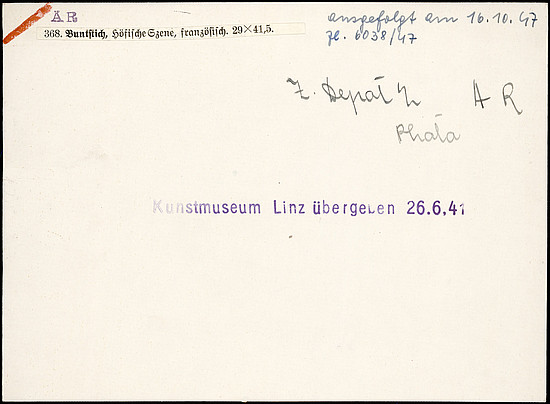 ÄR
368. Buntstich, Höfische Szene, französisch. 29×41,5.
ausgefolgt am 16.10.47
Zl. 6038/47
Z. Depot AR
Kunstmuseum Linz übergeben 26.6.41